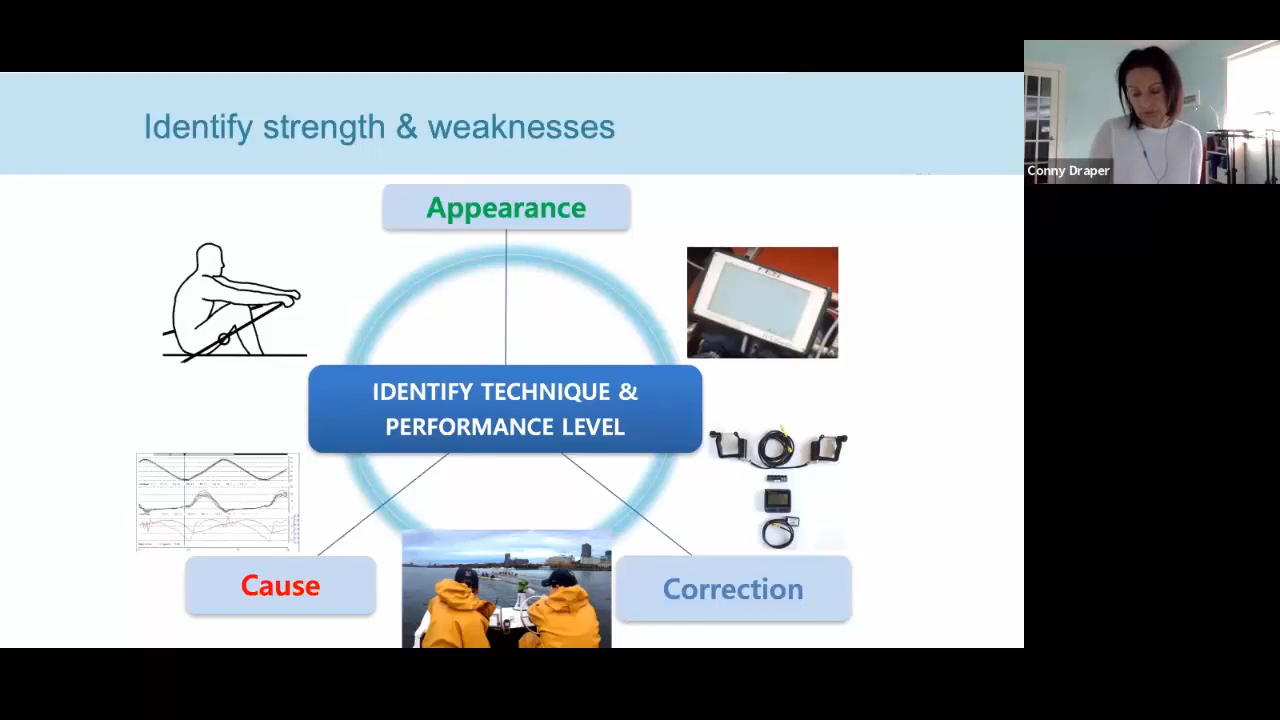 Identify strength & weaknesses
Conny Draper
Appearance
IDENTIFY TECHNIQUE &
PERFORMANCE LEVEL
Cause
Correction